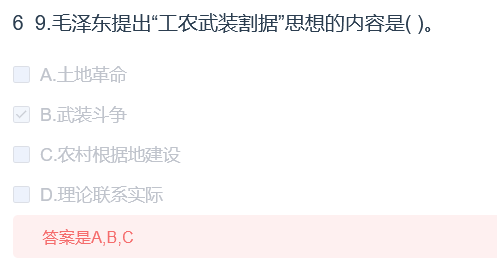 6 9.毛泽东提出“工农武装割据”思想的内容是( )。
A.土地革命
B.武装斗争
C.农村根据地建设
D.理论联系实际
答案是A,B,C